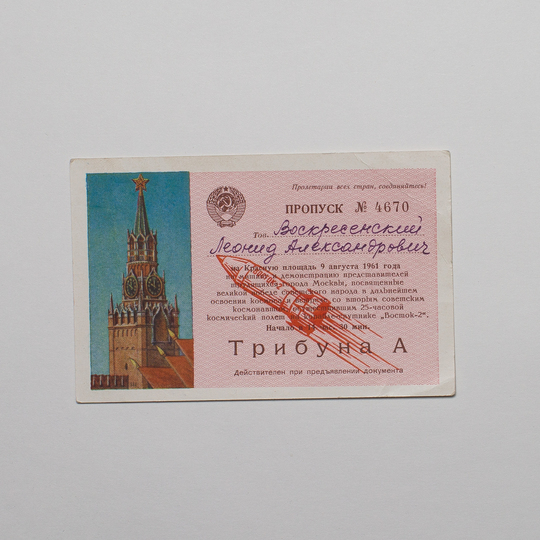 Пролетарии всех стран, соединяйтесь!
ПРОПУСК № 4670
Тов. Воскресенский
Леонид Александрович
на Красную площадь 9 августа 1961 года
на митинг и демонстрацию представителей
трудящихся города Москвы, посвященные
великой победе советского народа в дальнейшем
освоении космоса и встрече со вторым советским
космонавтом, совершившим 25-часовой
космический полет на корабле-спутнике „Восток-2“.
Начало в час. 30 мин.
Трибуна А
Действителен при предъявлении документа